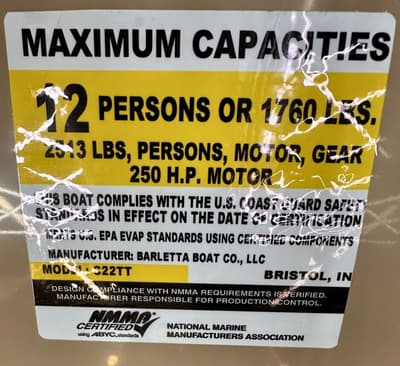 MAXIMUM CAPACITIES
12 PERSONS OR 1760 LBS.
LBS, PERSONS, MOTOR, GEAR
250 H.P. MOTOR
THIS BOAT COMPLIES WITH THE U.S. COAST GUARD SAFETY
STANDARDS IN EFFECT ON THE DATE OF CERTIFICATION
MEETS U.S. EPA EVAP STANDARDS USING CERTIFIED COMPONENTS
MANUFACTURER: BARLETTA BOAT CO., LLC
MODEL: C22TT BRISTOL, IN
DESIGN COMPLIANCE WITH NMMA REQUIREMENTS IS VERIFIED.
MANUFACTURER RESPONSIBLE FOR PRODUCTION CONTROL.
NMMA
CERTIFIED
using ABYC standards
NATIONAL MARINE
MANUFACTURERS ASSOCIATION